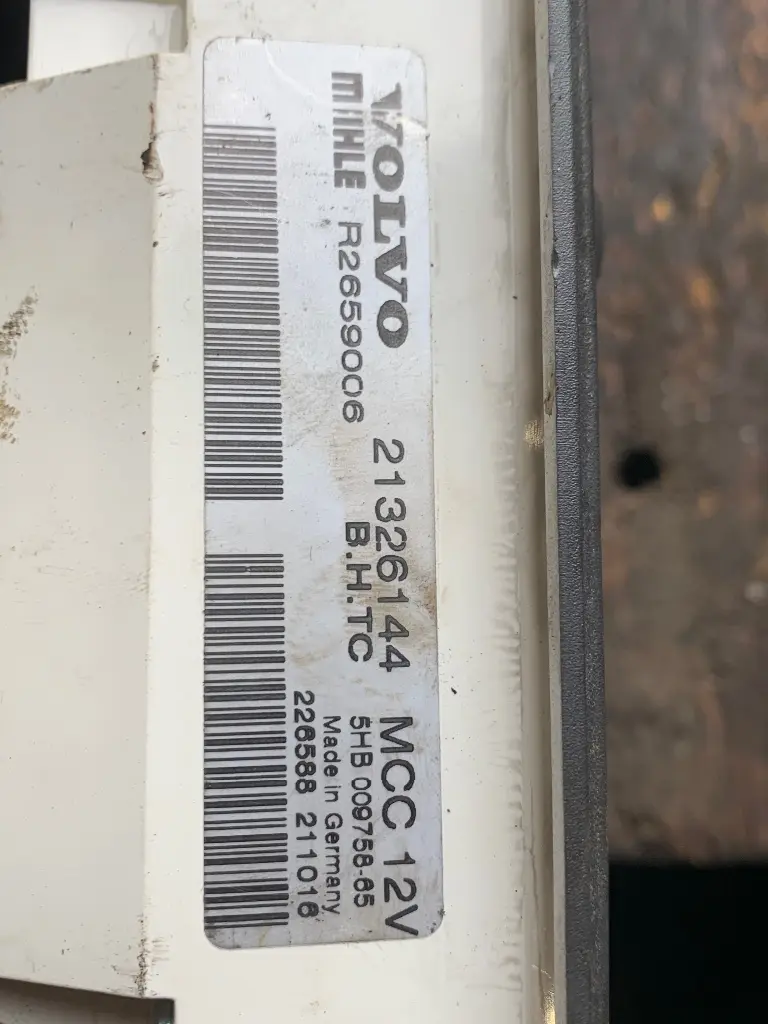 VOLVO 21326144 MCC 12V
MAHLE R2659006 B.H.TC 5HB 009758-65
Made in Germany
226588 211016